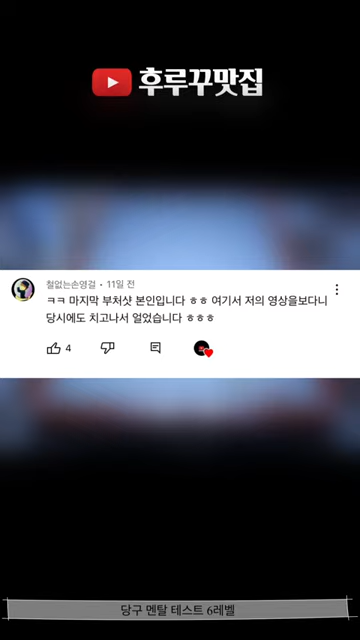 후루꾸맛집
철없는손영걸 • 11일 전
ㅋㅋ 마지막 부처샷 본인입니다 ㅎㅎ 여기서 저의 영상을보다니
당시에도 치고나서 얼었습니다 ㅎㅎㅎ
4
당구 멘탈 테스트 6레벨